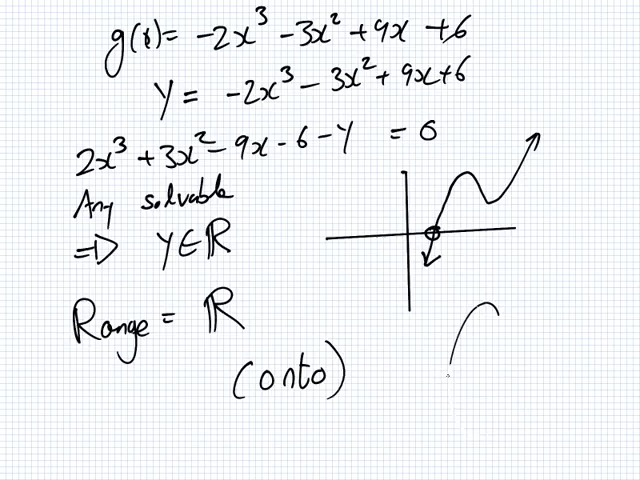 g(x) = -2x³ - 3x² + 9x + 6
Y = -2x³ - 3x² + 9x + 6
2x³ + 3x² - 9x - 6 - Y = 0
Any solvable
⇒ Y ∈ ℝ
Range = ℝ
(onto)